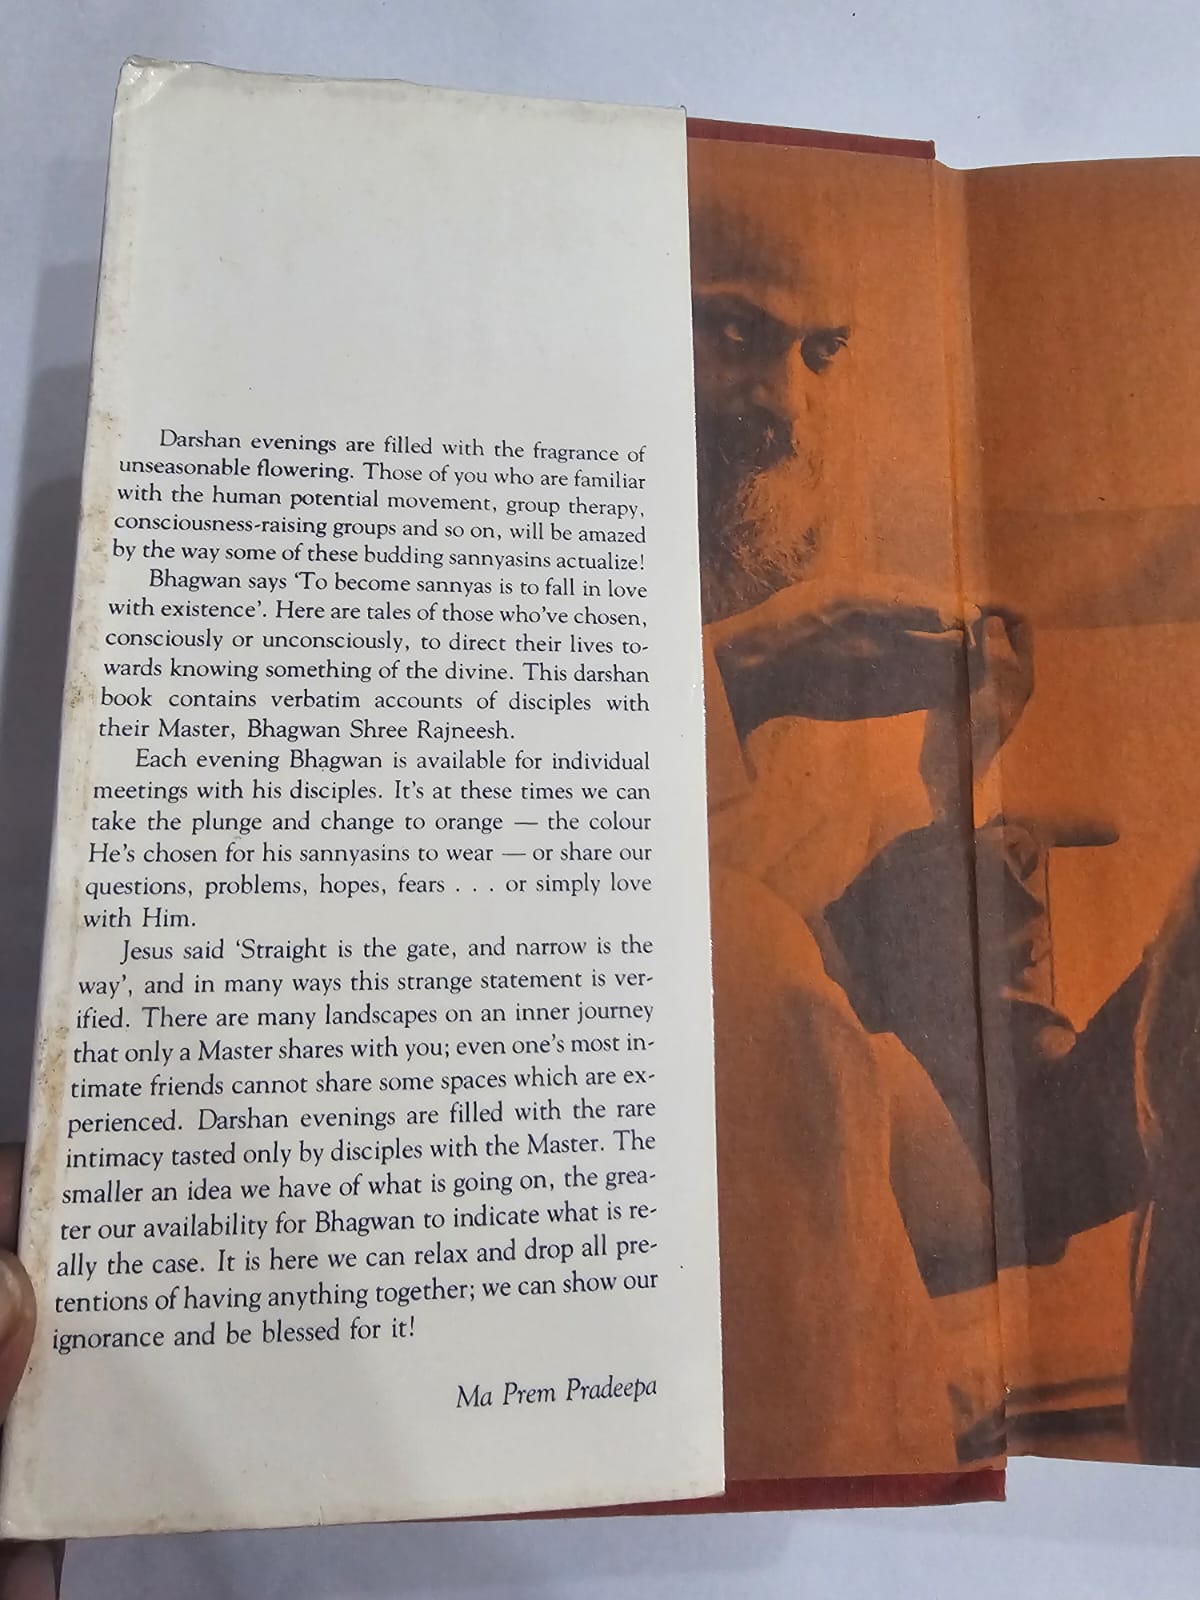 Darshan evenings are filled with the fragrance of
unseasonable flowering. Those of you who are familiar
with the human potential movement, group therapy,
consciousness-raising groups and so on, will be amazed
by the way some of these budding sannyasins actualize!
Bhagwan says ‘To become sannyas is to fall in love
with existence’. Here are tales of those who’ve chosen,
consciously or unconsciously, to direct their lives to-
wards knowing something of the divine. This darshan
book contains verbatim accounts of disciples with
their Master, Bhagwan Shree Rajneesh.
Each evening Bhagwan is available for individual
meetings with his disciples. It’s at these times we can
take the plunge and change to orange — the colour
He’s chosen for his sannyasins to wear — or share our
questions, problems, hopes, fears . . . or simply love
with Him.
Jesus said ‘Straight is the gate, and narrow is the
way’, and in many ways this strange statement is ver-
ified. There are many landscapes on an inner journey
that only a Master shares with you; even one’s most in-
timate friends cannot share some spaces which are ex-
perienced. Darshan evenings are filled with the rare
intimacy tasted only by disciples with the Master. The
smaller an idea we have of what is going on, the grea-
ter our availability for Bhagwan to indicate what is re-
ally the case. It is here we can relax and drop all pre-
tentions of having anything together; we can show our
ignorance and be blessed for it!
Ma Prem Pradeepa